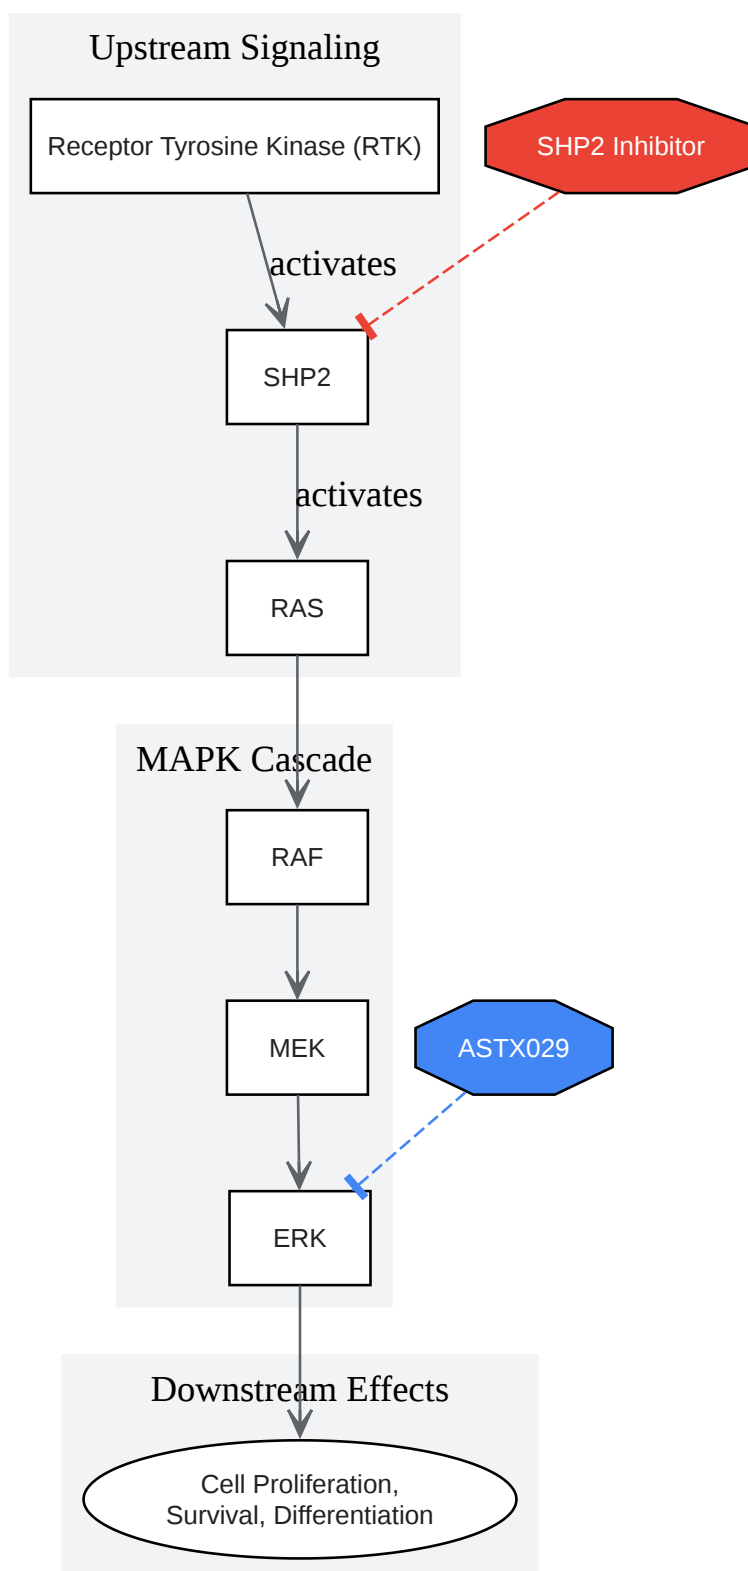 Upstream Signaling
Receptor Tyrosine Kinase (RTK)
SHP2 Inhibitor
activates
SHP2
activates
RAS
MAPK Cascade
RAF
MEK
ASTX029
ERK
Downstream Effects
Cell Proliferation,
Survival, Differentiation